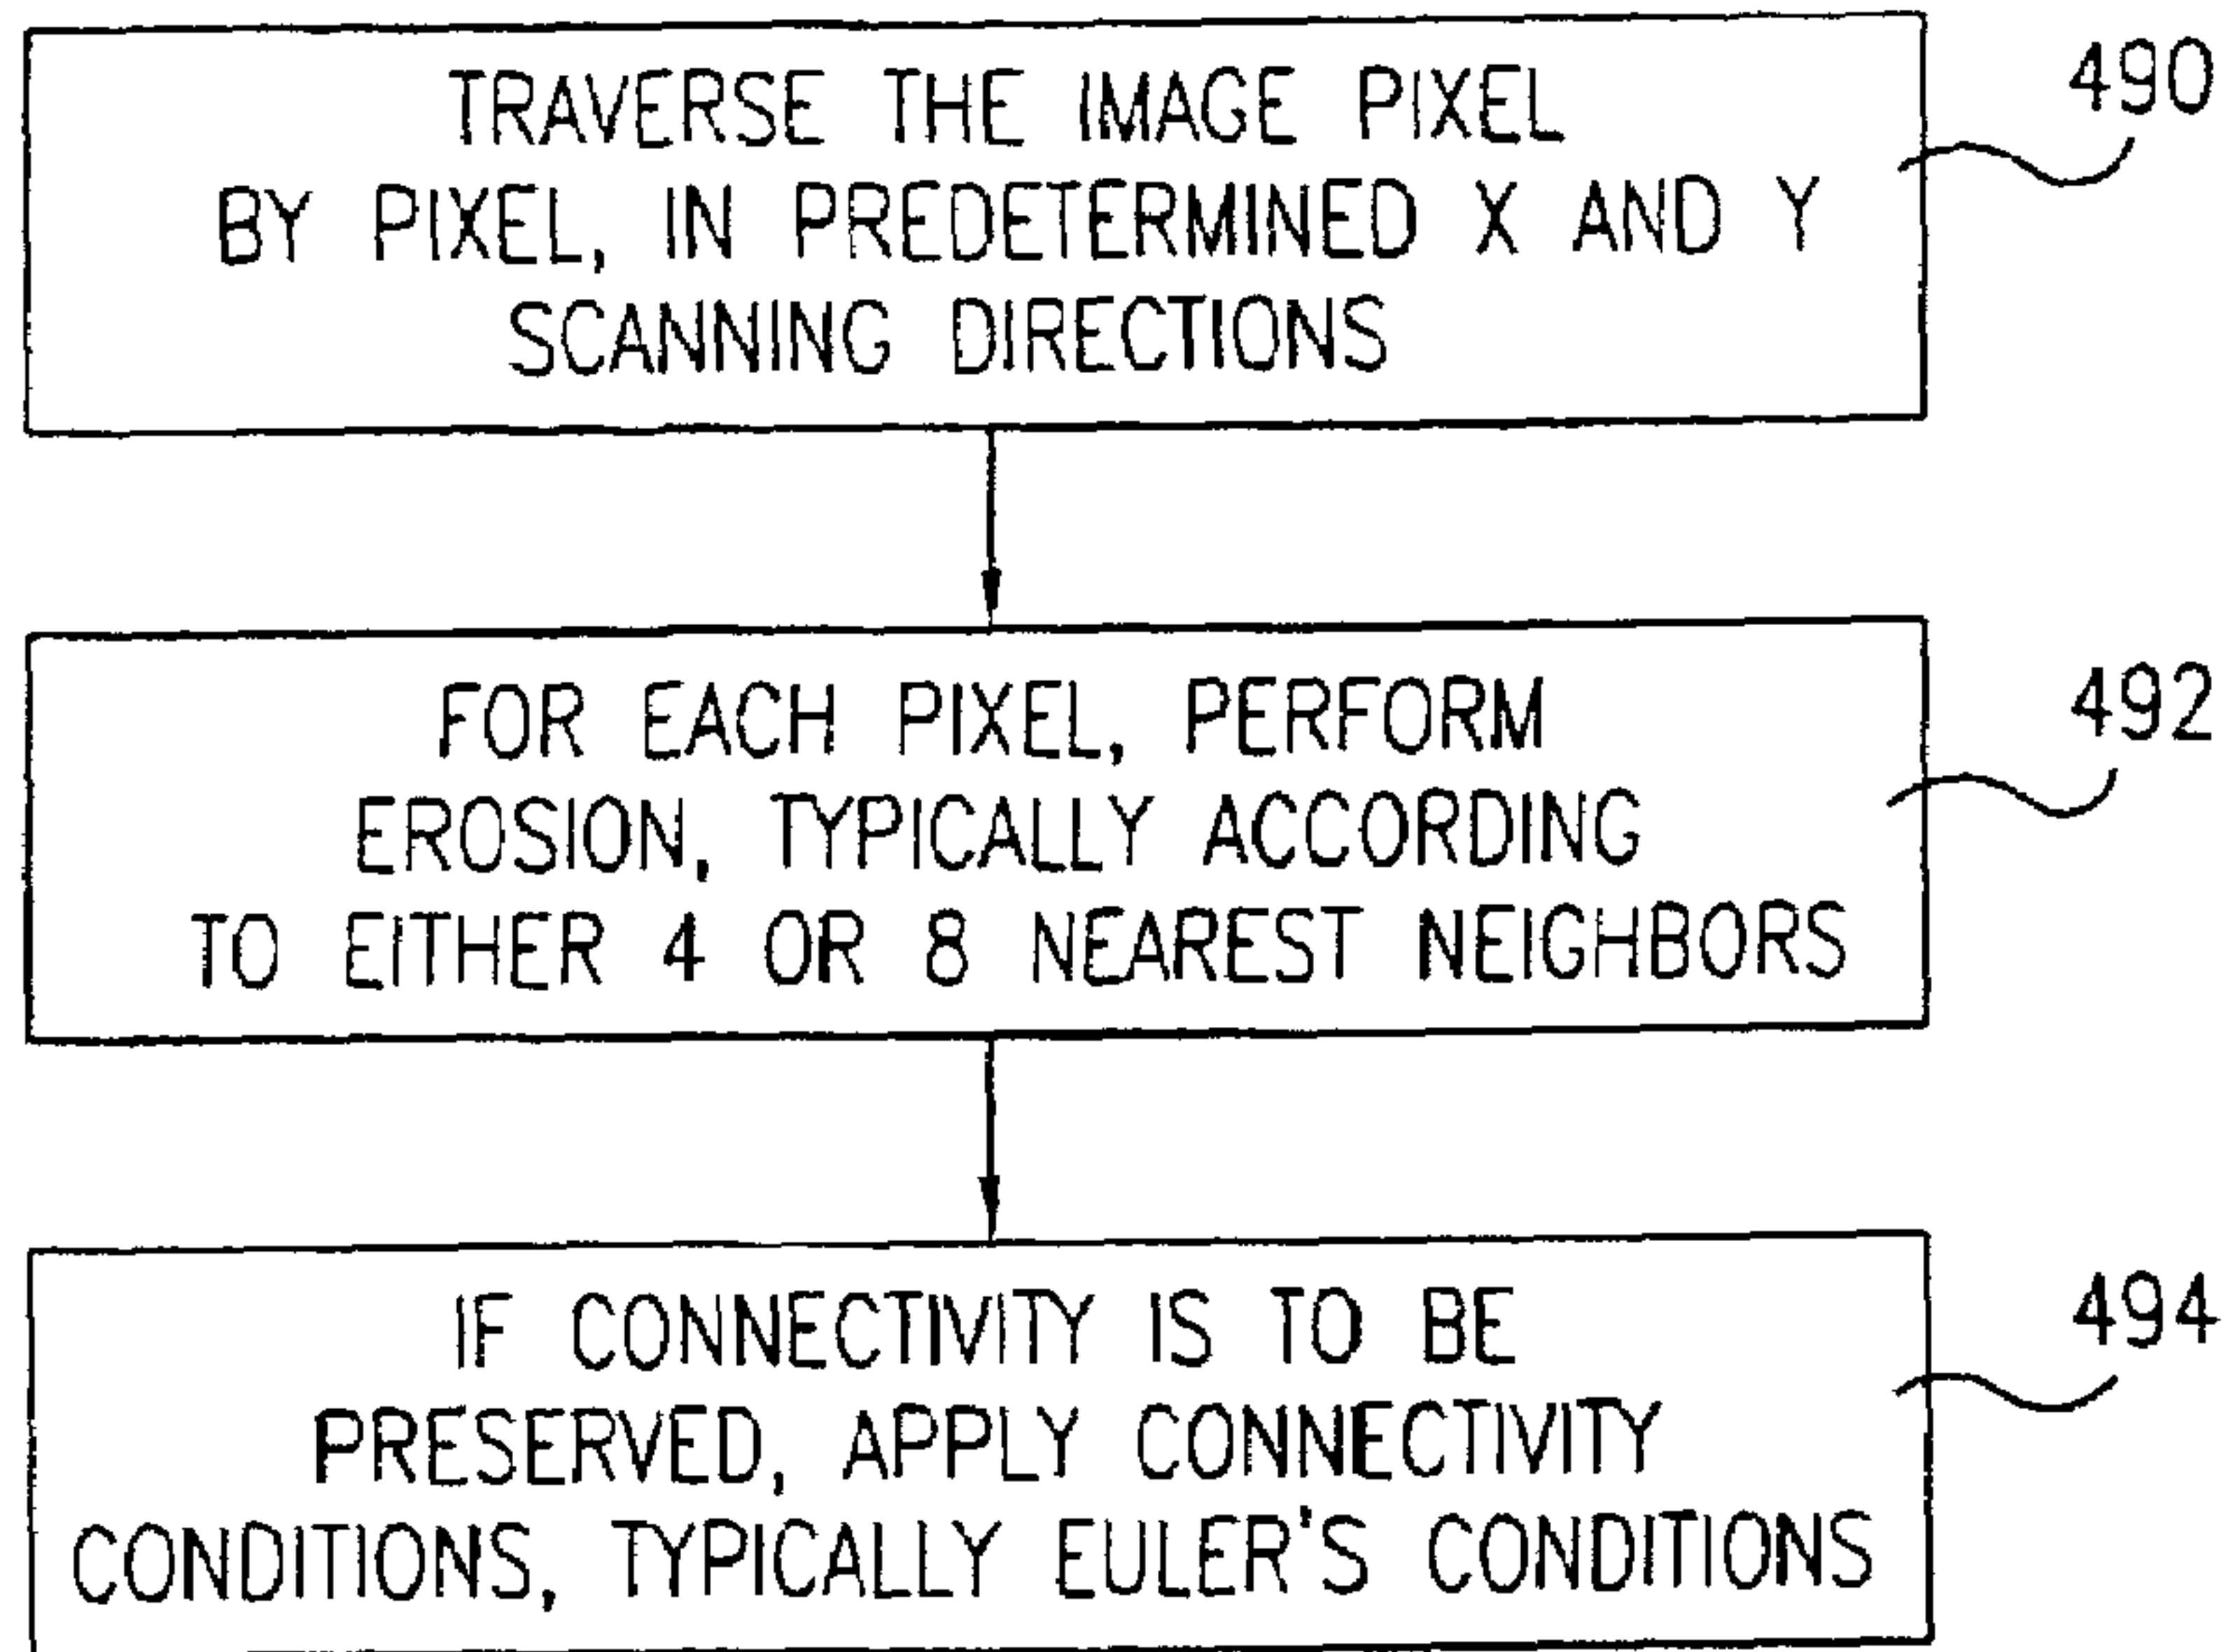 TRAVERSE THE IMAGE PIXEL
BY PIXEL, IN PREDETERMINED X AND Y
SCANNING DIRECTIONS
490
FOR EACH PIXEL, PERFORM
EROSION, TYPICALLY ACCORDING
TO EITHER 4 OR 8 NEAREST NEIGHBORS
492
IF CONNECTIVITY IS TO BE
PRESERVED, APPLY CONNECTIVITY
CONDITIONS, TYPICALLY EULER'S CONDITIONS
494